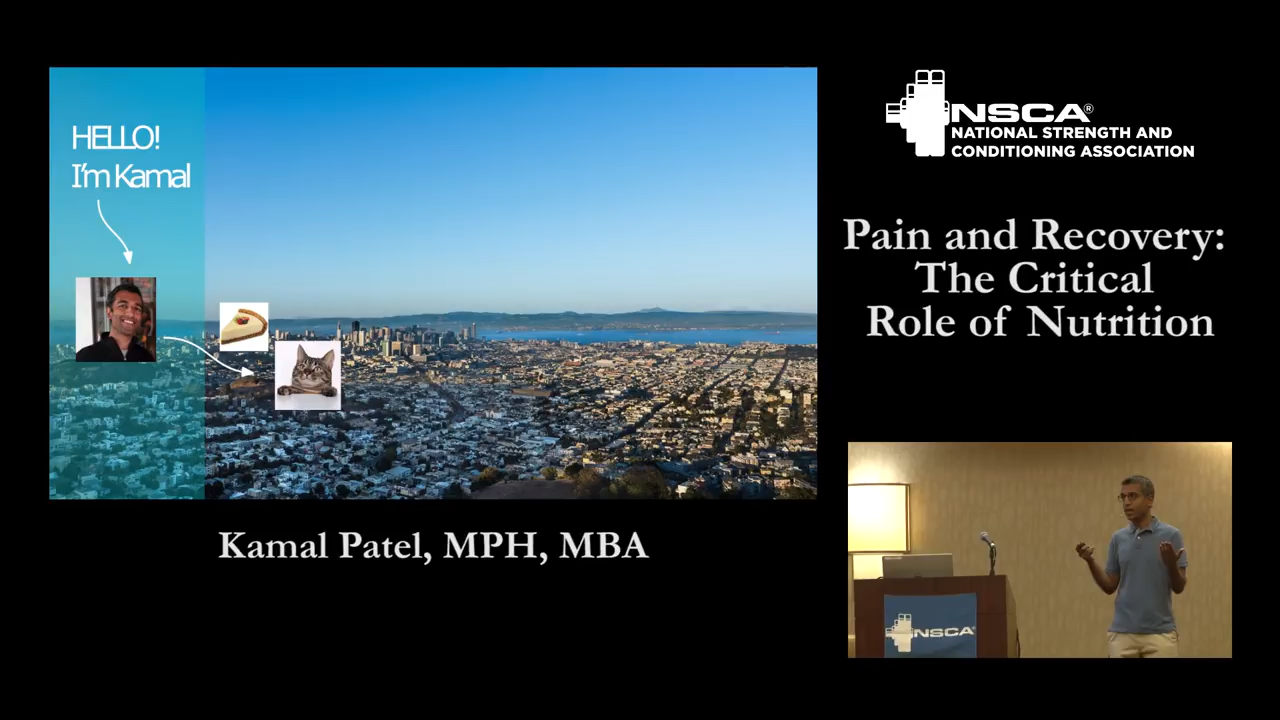 HELLO!
I'm Kamal
NSCA®
NATIONAL STRENGTH AND
CONDITIONING ASSOCIATION
Pain and Recovery:
The Critical
Role of Nutrition
Kamal Patel, MPH, MBA
NSCA